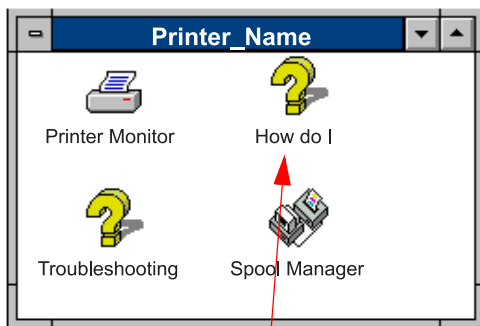 Printer_Name
Printer Monitor
How do I
Troubleshooting
Spool Manager